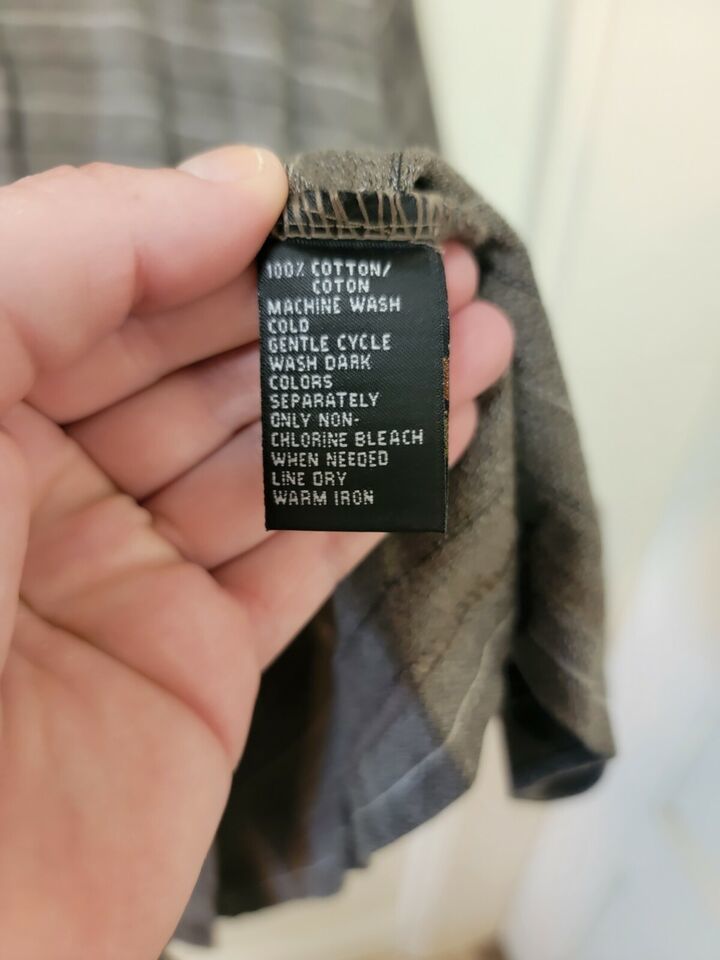 100% COTTON/
COTON
MACHINE WASH
COLD
GENTLE CYCLE
WASH DARK
COLORS
SEPARATELY
ONLY NON-
CHLORINE BLEACH
WHEN NEEDED
LINE DRY
WARM IRON